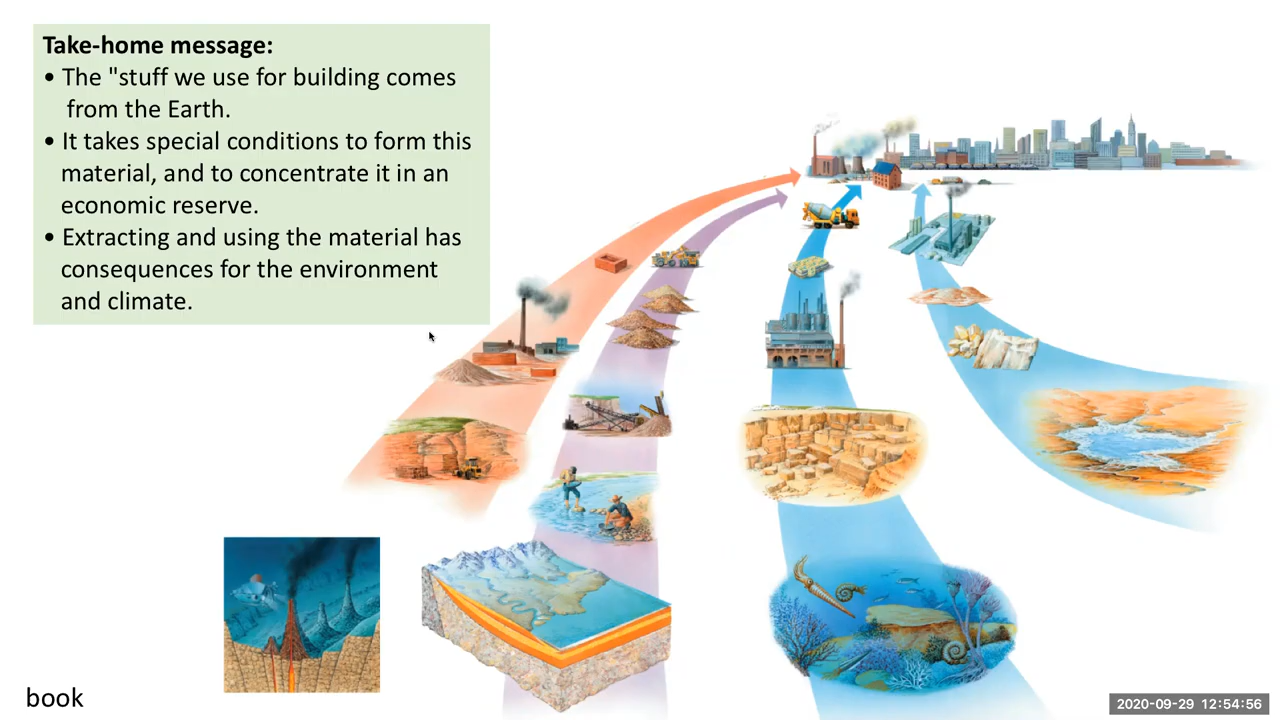 Take-home message:
• The "stuff we use for building comes
from the Earth.
• It takes special conditions to form this
material, and to concentrate it in an
economic reserve.
• Extracting and using the material has
consequences for the environment
and climate.
book
2020-09-29 12:54:56